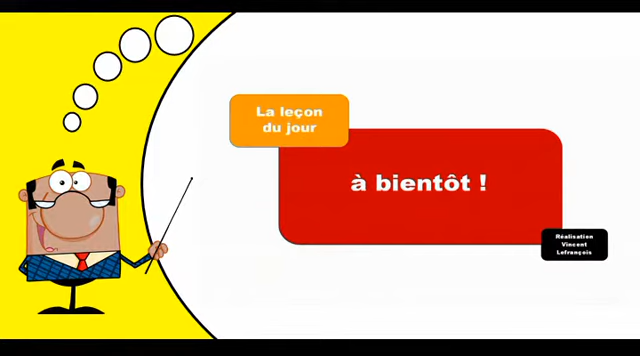 La leçon
du jour
à bientôt !
Réalisation
Vincent
Lefrançois